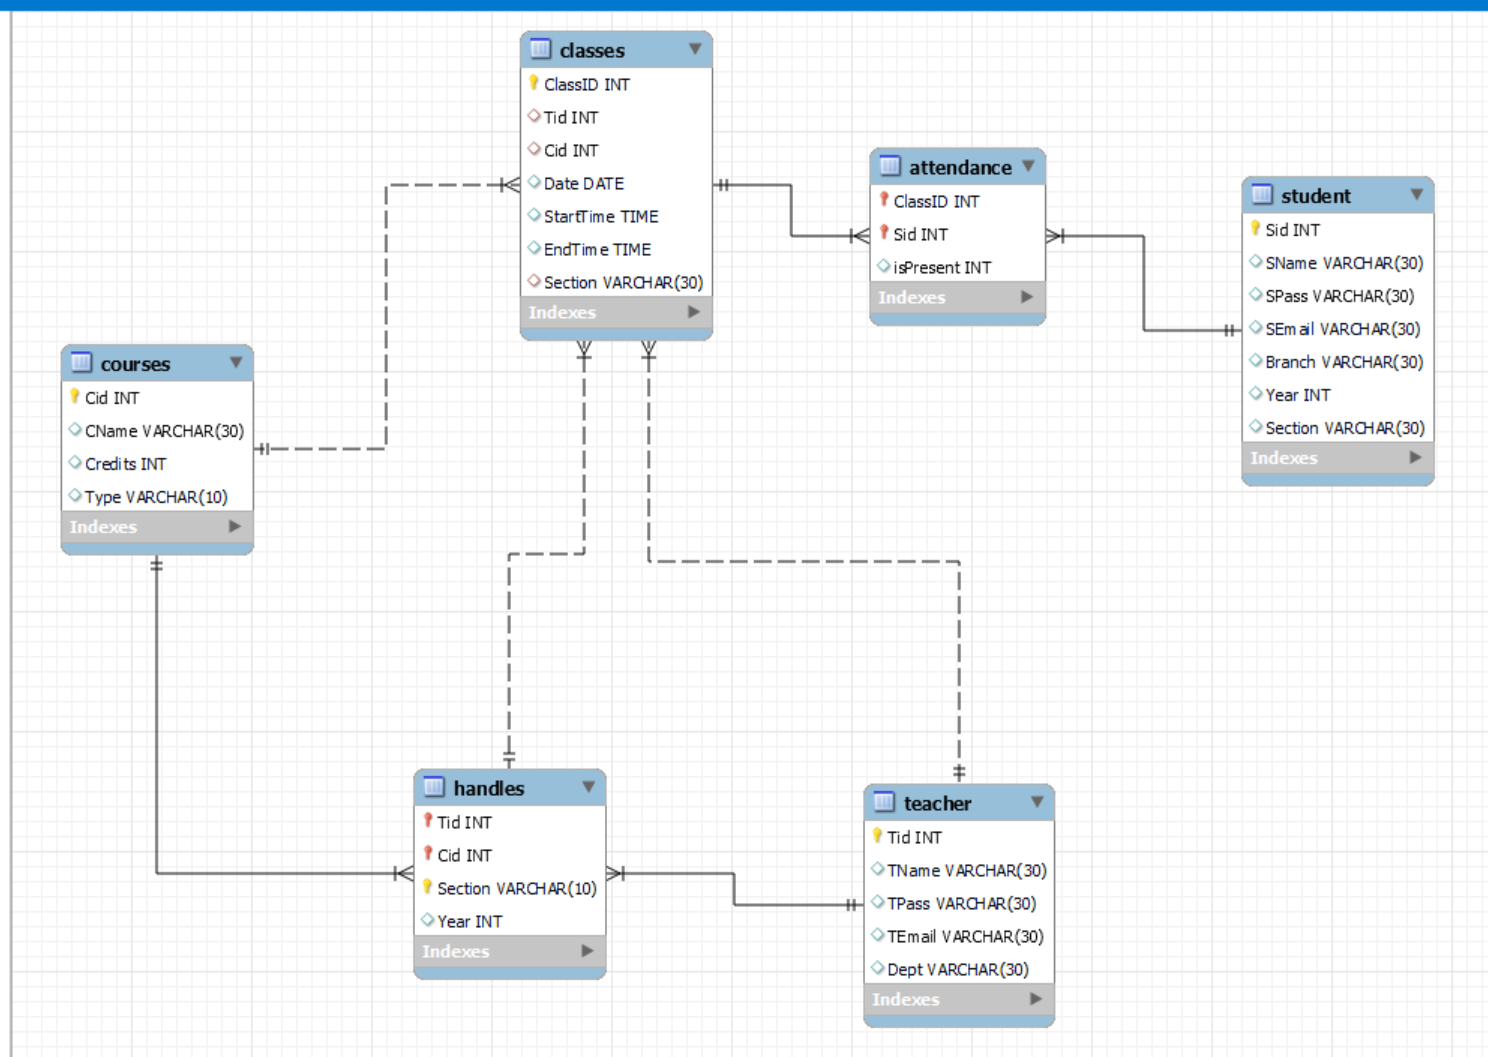 classes
ClassID INT
Tid INT
Cid INT
Date DATE
StartTime TIME
EndTime TIME
Section VARCHAR(30)
Indexes
attendance
ClassID INT
Sid INT
isPresent INT
Indexes
student
Sid INT
SName VARCHAR(30)
SPass VARCHAR(30)
SEmail VARCHAR(30)
Branch VARCHAR(30)
Year INT
Section VARCHAR(30)
Indexes
courses
Cid INT
CName VARCHAR(30)
Credits INT
Type VARCHAR(10)
Indexes
handles
Tid INT
Cid INT
Section VARCHAR(10)
Year INT
Indexes
teacher
Tid INT
TName VARCHAR(30)
TPass VARCHAR(30)
TEmail VARCHAR(30)
Dept VARCHAR(30)
Indexes